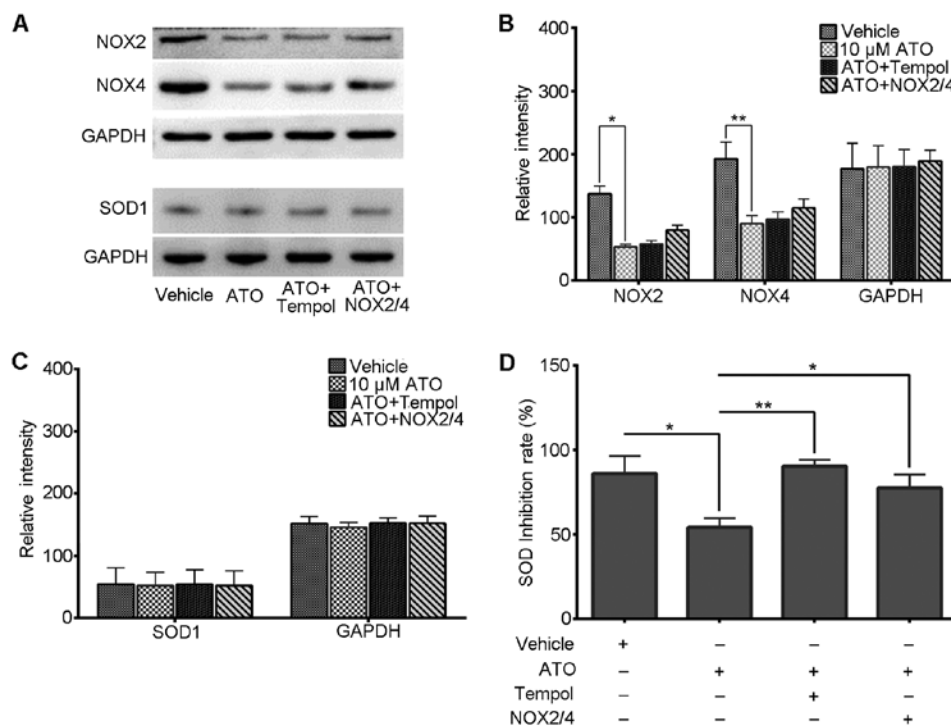 A
NOX2
NOX4
GAPDH
SOD1
GAPDH
Vehicle ATO ATO+ Tempol ATO+ NOX2/4
B
Vehicle
10 µM ATO
ATO+Tempol
ATO+NOX2/4
Relative intensity
400
300
200
100
0
* **
NOX2 NOX4 GAPDH
C
Vehicle
10 µM ATO
ATO+Tempol
ATO+NOX2/4
Relative intensity
400
300
200
100
0
SOD1 GAPDH
D
SOD Inhibition rate (%)
150
100
50
0
*
**
*
Vehicle + – – –
ATO – + + +
Tempol – – + –
NOX2/4 – – – +